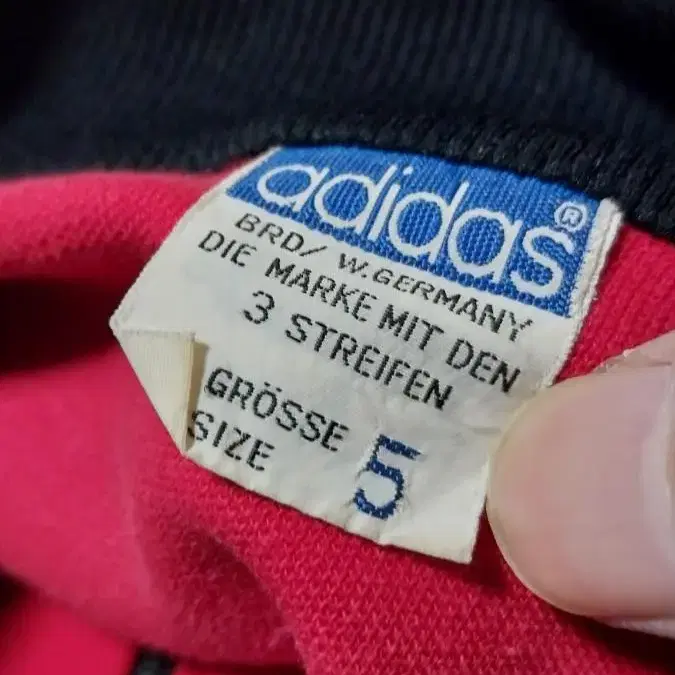 adidas®
BRD/ W.GERMANY
DIE MARKE MIT DEN
3 STREIFEN
GRÖSSE
SIZE 5